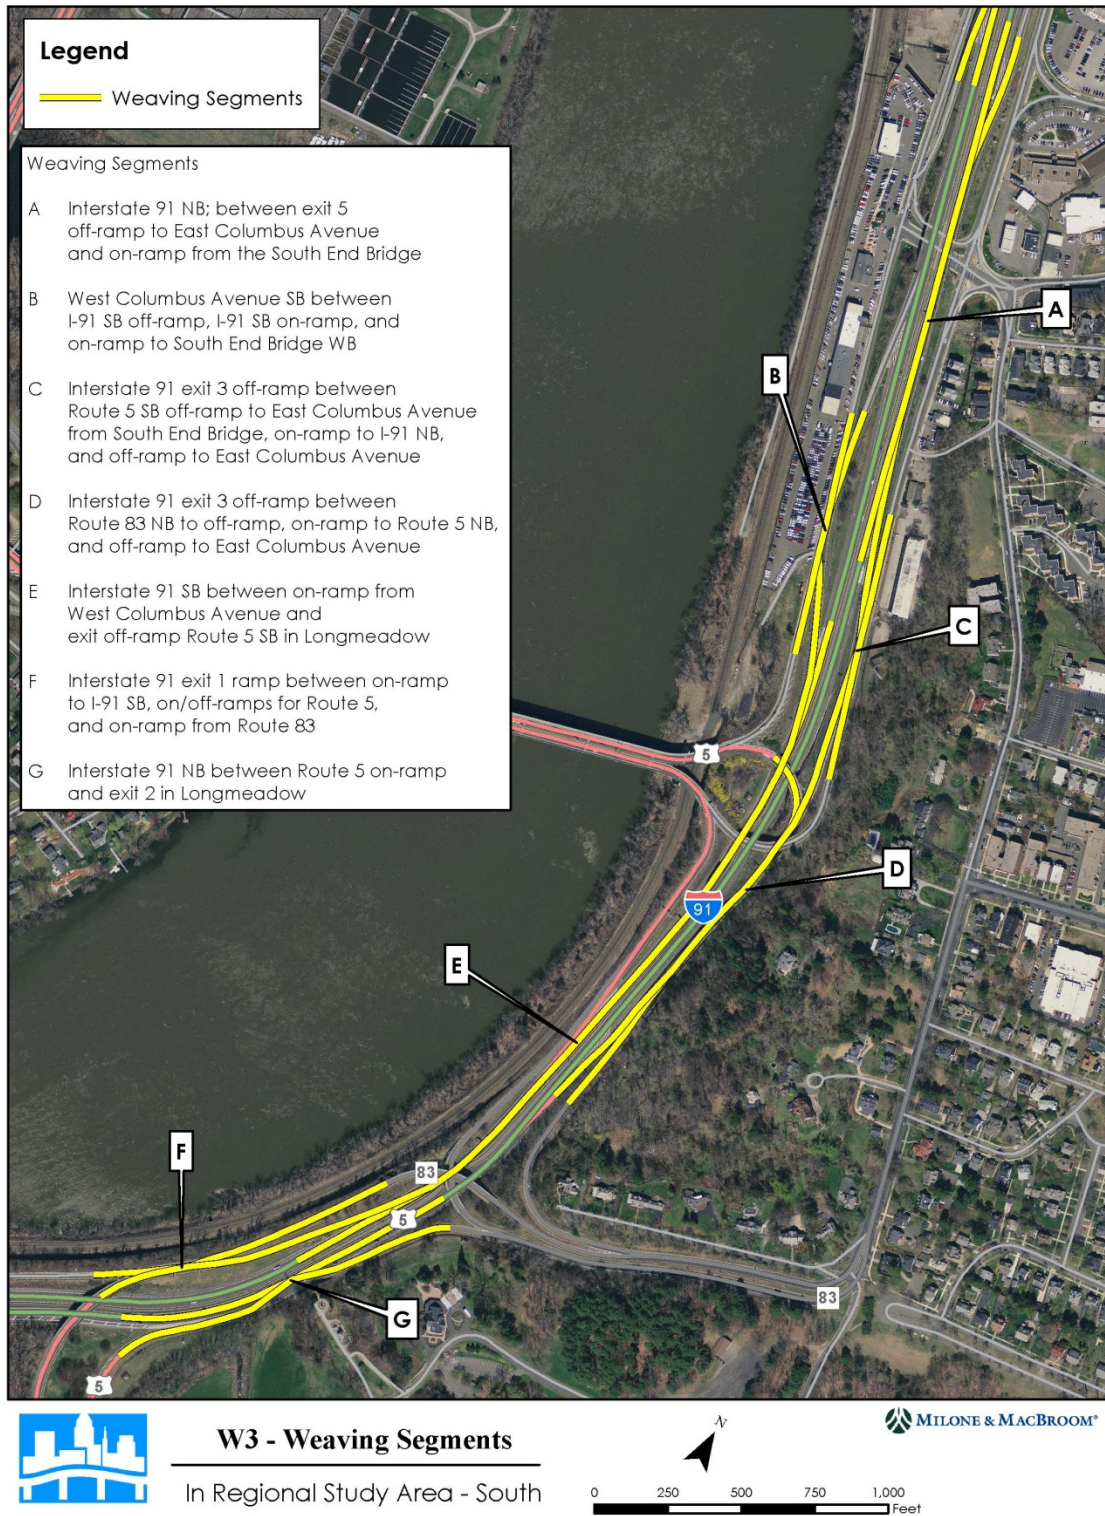 Legend
Weaving Segments
Weaving Segments
A Interstate 91 NB; between exit 5
off-ramp to East Columbus Avenue
and on-ramp from the South End Bridge
B West Columbus Avenue SB between
I-91 SB off-ramp, I-91 SB on-ramp, and
on-ramp to South End Bridge WB
C Interstate 91 exit 3 off-ramp between
Route 5 SB off-ramp to East Columbus Avenue
from South End Bridge, on-ramp to I-91 NB,
and off-ramp to East Columbus Avenue
D Interstate 91 exit 3 off-ramp between
Route 83 NB to off-ramp, on-ramp to Route 5 NB,
and off-ramp to East Columbus Avenue
E Interstate 91 SB between on-ramp from
West Columbus Avenue and
exit off-ramp Route 5 SB in Longmeadow
F Interstate 91 exit 1 ramp between on-ramp
to I-91 SB, on/off-ramps for Route 5,
and on-ramp from Route 83
G Interstate 91 NB between Route 5 on-ramp
and exit 2 in Longmeadow
A
B
C
5
D
91
E
F
83
5
G
83
5
W3 - Weaving Segments
In Regional Study Area - South
N
MILONE & MACBROOM®
0 250 500 750 1,000
Feet